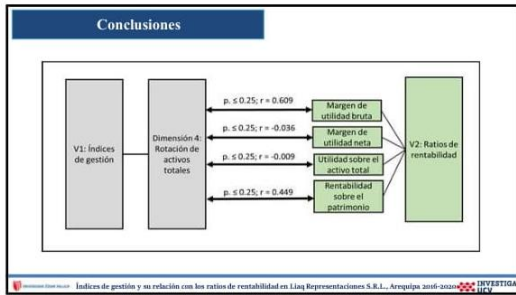 Conclusiones
p. ≤ 0.25; r = 0.609
p. ≤ 0.25; r = -0.036
p. ≤ 0.25; r = -0.009
p. ≤ 0.25; r = 0.449
V1: Índices
de gestión
Dimensión 4:
Rotación de
activos
totales
Margen de
utilidad bruta
Margen de
utilidad neta
Utilidad sobre
el activo total
Rentabilidad
sobre el
patrimonio
V2: Ratios de
rentabilidad
UNIVERSIDAD CÉSAR VALLEJO
Índices de gestión y su relación con los ratios de rentabilidad en Liaq Representaciones S.R.L., Arequipa 2016-2020
INVESTIGA
UCV